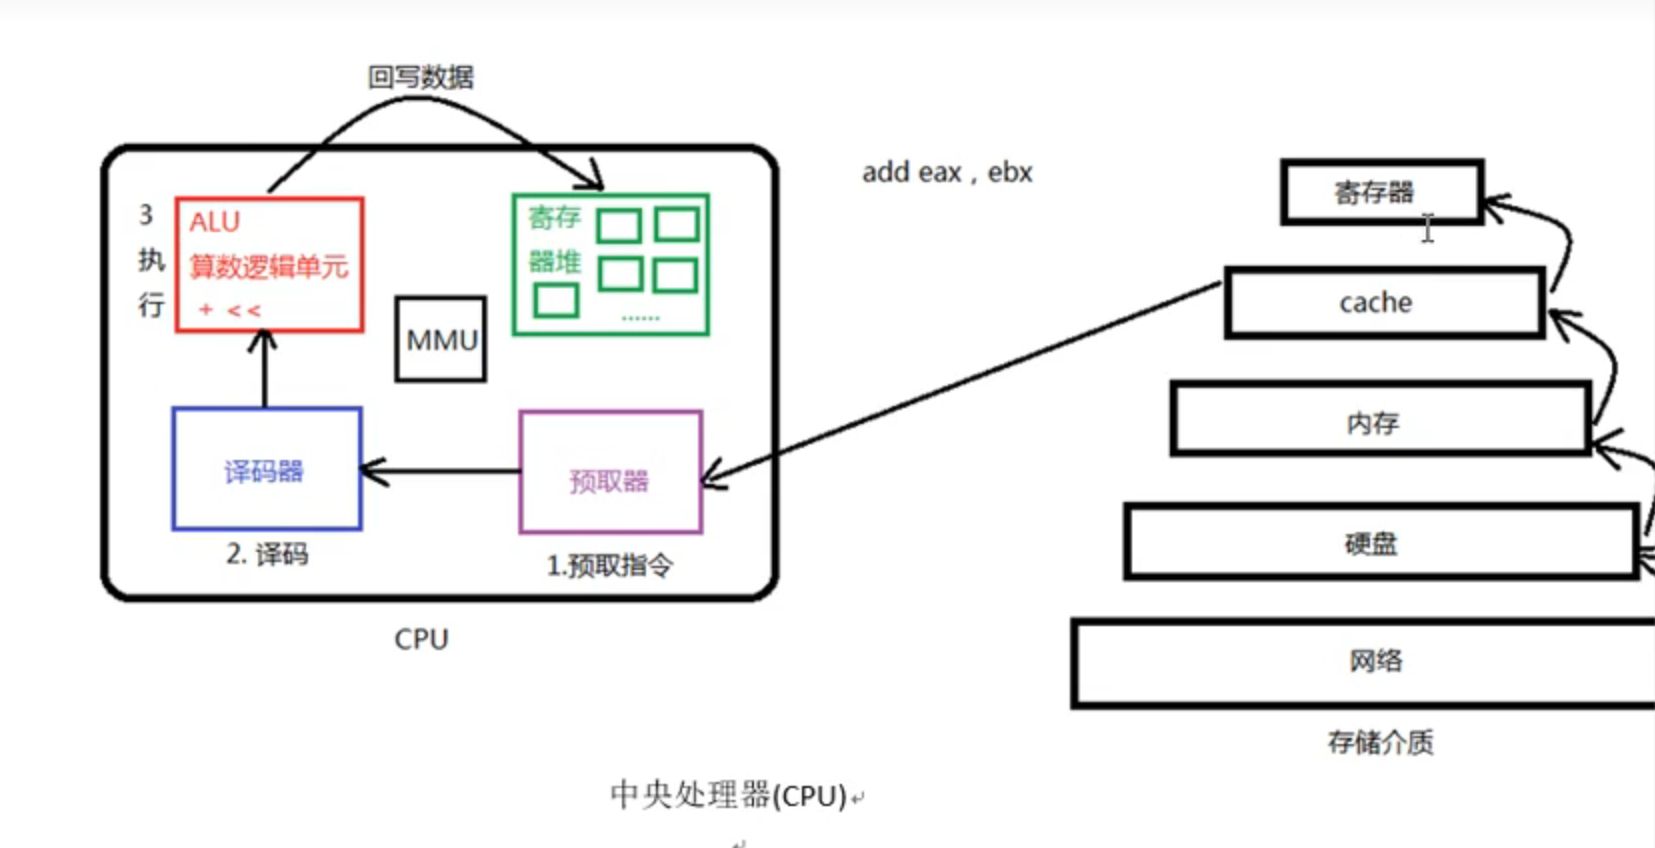 回写数据
3
执
行
ALU
算数逻辑单元
+ <<
寄存
器堆
......
MMU
译码器
2. 译码
预取器
1.预取指令
CPU
add eax , ebx
寄存器
cache
内存
硬盘
网络
存储介质
中央处理器(CPU)↵
↵